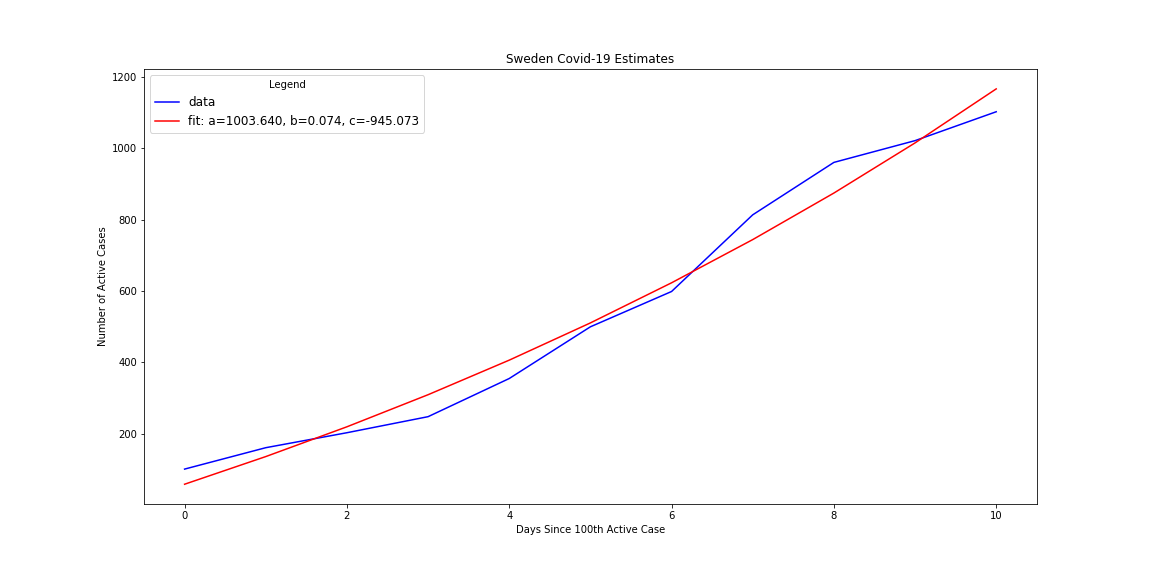 Sweden Covid-19 Estimates
Legend
data
fit: a=1003.640, b=0.074, c=-945.073
1200
1000
800
600
400
200
Number of Active Cases
0 2 4 6 8 10
Days Since 100th Active Case